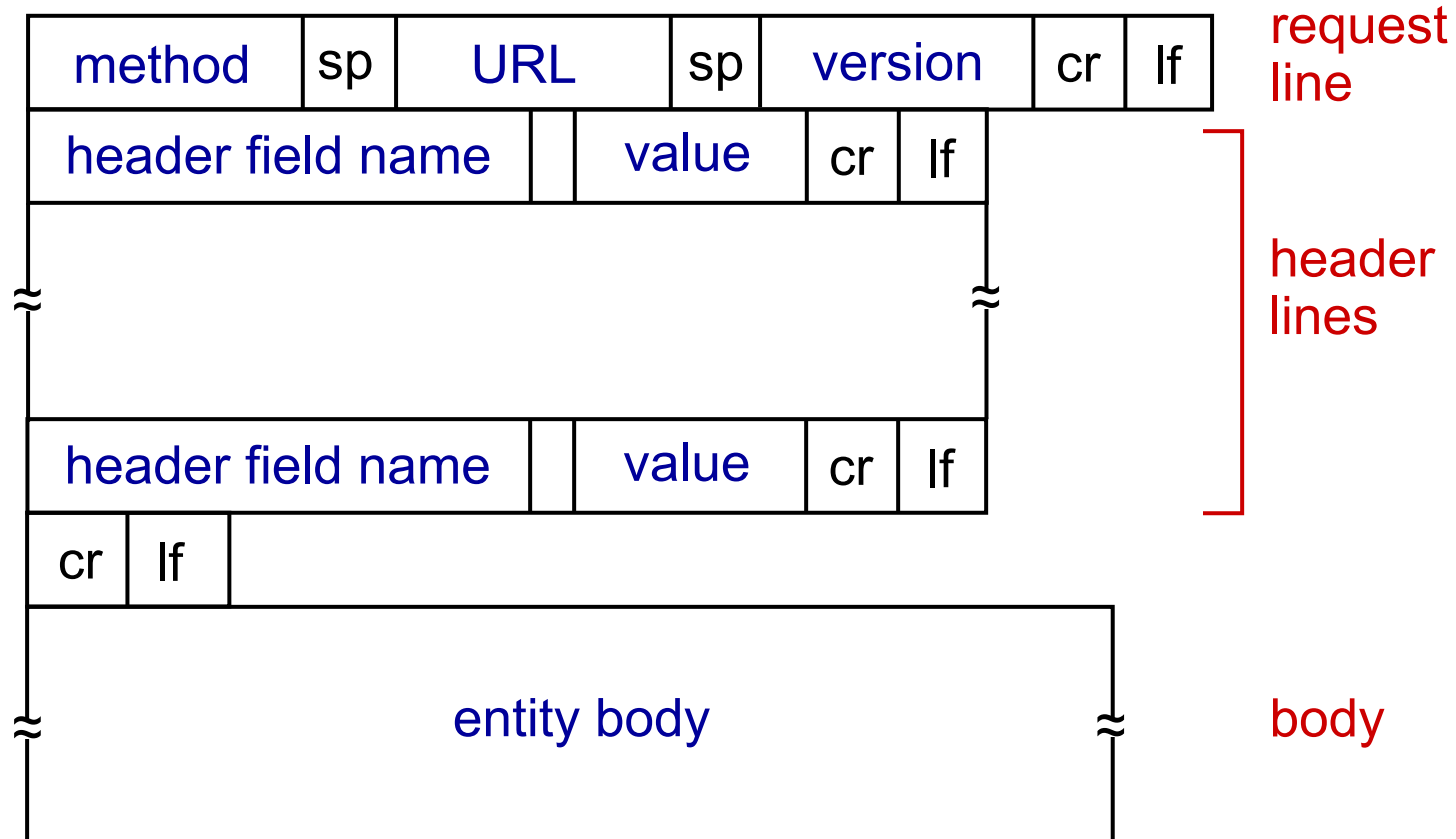 method sp URL sp version cr lf
request
line
header field name value cr lf
header
lines
header field name value cr lf
cr lf
entity body
body